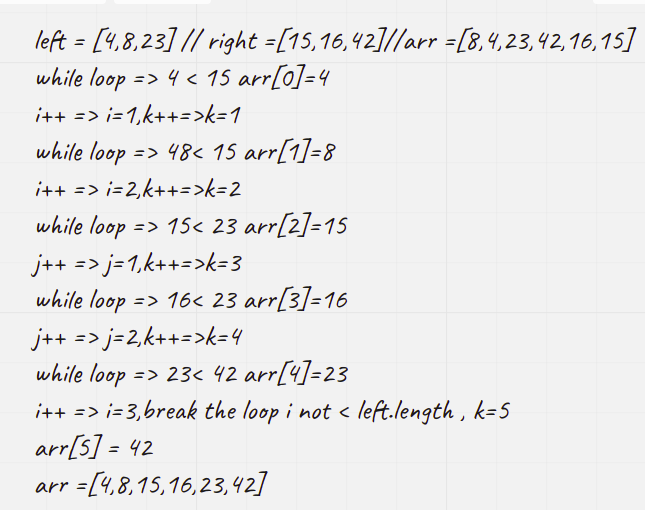 left = [4,8,23] // right =[15,16,42]//arr =[8,4,23,42,16,15]
while loop => 4 < 15 arr[0]=4
i++ => i=1,k++=>k=1
while loop => 48< 15 arr[1]=8
i++ => i=2,k++=>k=2
while loop => 15< 23 arr[2]=15
j++ => j=1,k++=>k=3
while loop => 16< 23 arr[3]=16
j++ => j=2,k++=>k=4
while loop => 23< 42 arr[4]=23
i++ => i=3,break the loop i not < left.length , k=5
arr[5] = 42
arr =[4,8,15,16,23,42]